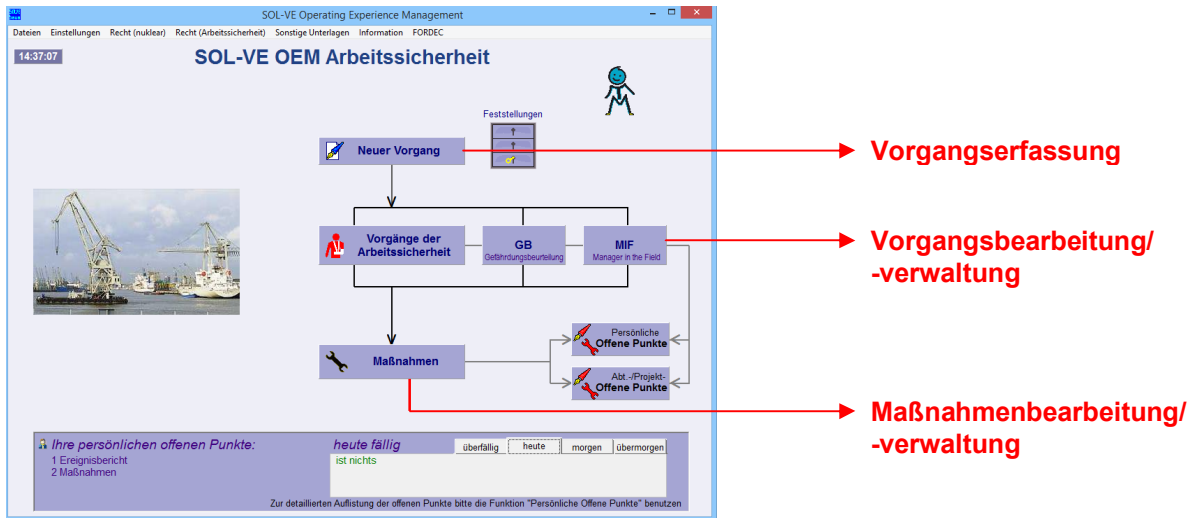 SOL-VE Operating Experience Management
Dateien Einstellungen Recht (nuklear) Recht (Arbeitssicherheit) Sonstige Unterlagen Information FORDEC
14:37:07
SOL-VE OEM Arbeitssicherheit
Feststellungen
Neuer Vorgang
Vorgangserfassung
Vorgänge der
Arbeitssicherheit
GB
Gefährdungsbeurteilung
MIF
Manager in the Field
Vorgangsbearbeitung/
-verwaltung
Persönliche
Offene Punkte
Maßnahmen
Abt.-/Projekt-
Offene Punkte
Maßnahmenbearbeitung/
-verwaltung
Ihre persönlichen offenen Punkte:
1 Ereignisbericht
2 Maßnahmen
heute fällig
überfällig heute morgen übermorgen
ist nichts
Zur detaillierten Auflistung der offenen Punkte bitte die Funktion "Persönliche Offene Punkte" benutzen